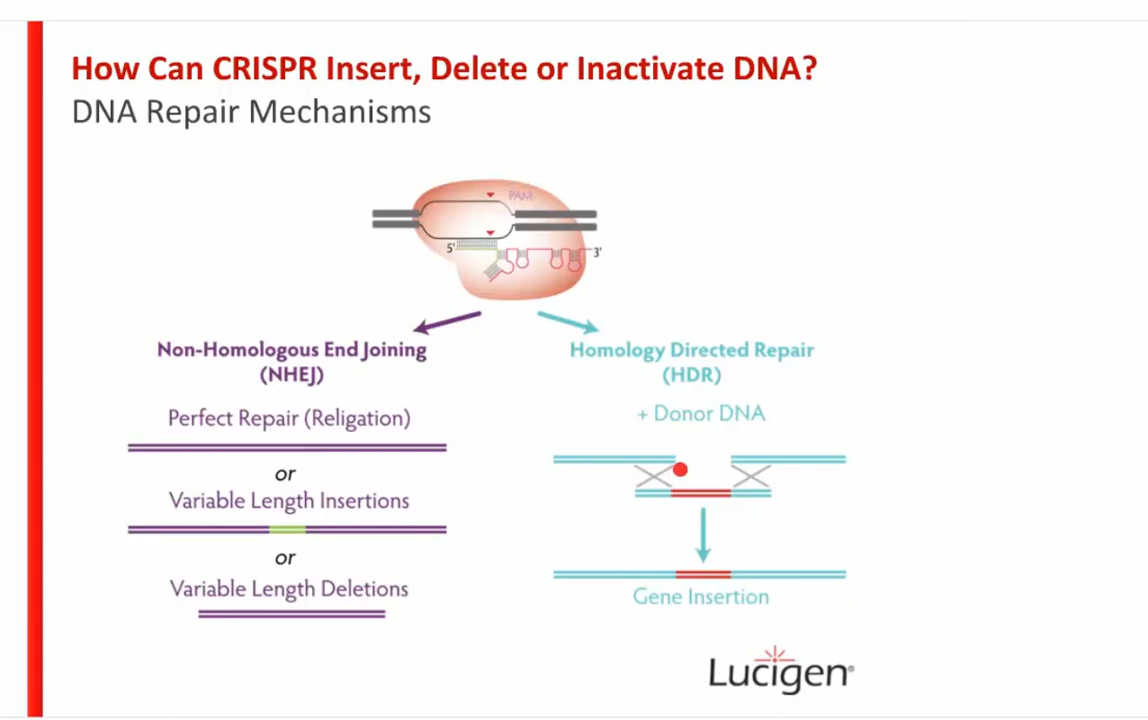 How Can CRISPR Insert, Delete or Inactivate DNA?
DNA Repair Mechanisms
PAM
5'
3'
Non-Homologous End Joining
(NHEJ)
Perfect Repair (Religation)
or
Variable Length Insertions
or
Variable Length Deletions
Homology Directed Repair
(HDR)
+ Donor DNA
Gene Insertion
Lucigen®